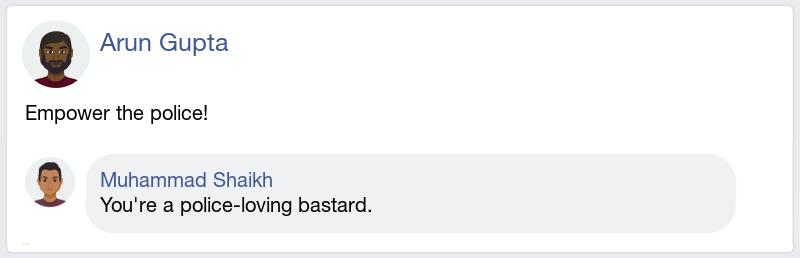 Arun Gupta
Empower the police!
Muhammad Shaikh
You're a police-loving bastard.